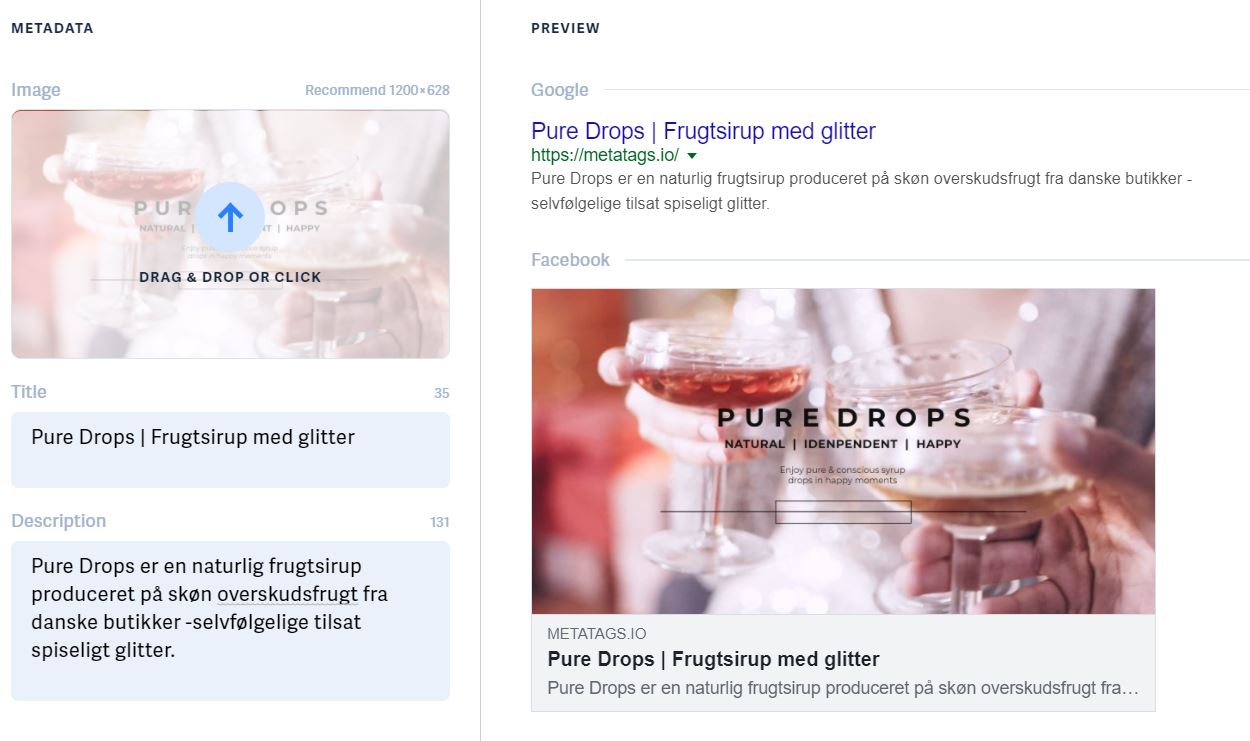 METADATA
Image
Recommend 1200×628
PUR OPS
NATURAL | NT | HAPPY
Enjoy syrup
drops in happy moments
DRAG & DROP OR CLICK
Title
35
Pure Drops | Frugtsirup med glitter
Description
131
Pure Drops er en naturlig frugtsirup
produceret på skøn overskudsfrugt fra
danske butikker -selvfølgelige tilsat
spiseligt glitter.
PREVIEW
Google
Pure Drops | Frugtsirup med glitter
https://metatags.io/
Pure Drops er en naturlig frugtsirup produceret på skøn overskudsfrugt fra danske butikker -
selvfølgelige tilsat spiseligt glitter.
Facebook
PURE DROPS
NATURAL | IDENPENDENT | HAPPY
Enjoy pure & conscious syrup
drops in happy moments
METATAGS.IO
Pure Drops | Frugtsirup med glitter
Pure Drops er en naturlig frugtsirup produceret på skøn overskudsfrugt fra…